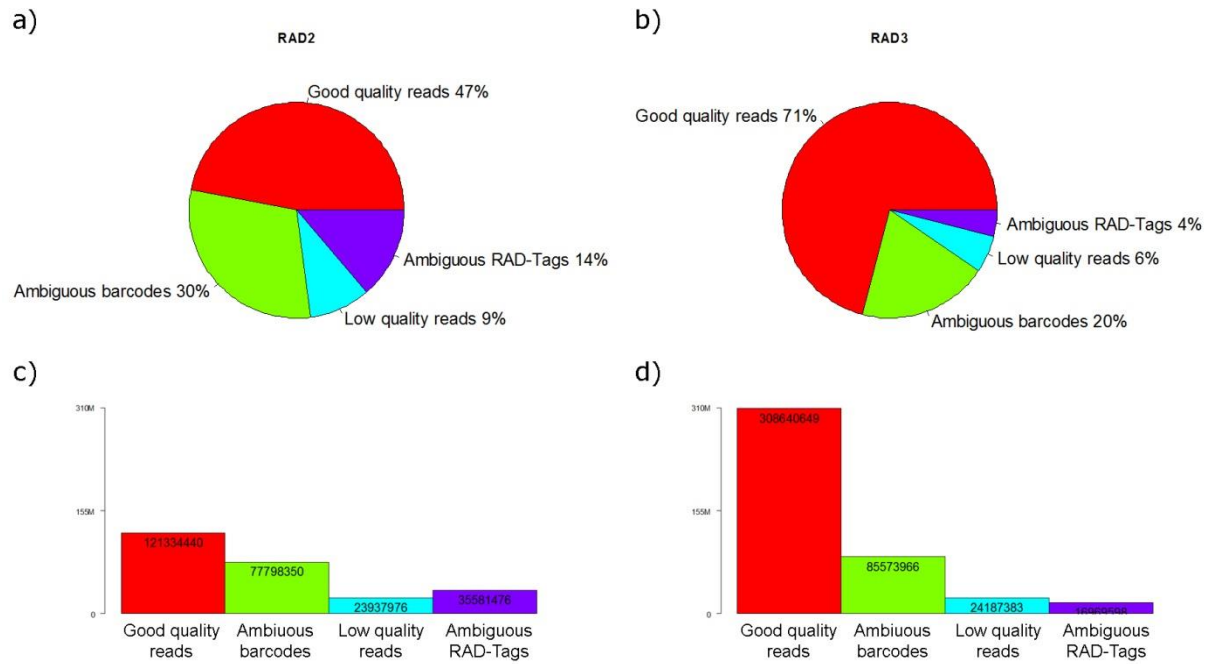 a)
RAD2
Good quality reads 47%
Ambiguous barcodes 30%
Low quality reads 9%
Ambiguous RAD-Tags 14%
b)
RAD3
Good quality reads 71%
Ambiguous RAD-Tags 4%
Low quality reads 6%
Ambiguous barcodes 20%
c)
310M
155M
0
121334440
77798350
23937976
35581476
Good quality
reads
Ambiuous
barcodes
Low quality
reads
Ambiguous
RAD-Tags
d)
310M
155M
0
308640649
85573966
24187383
16969598
Good quality
reads
Ambiuous
barcodes
Low quality
reads
Ambiguous
RAD-Tags